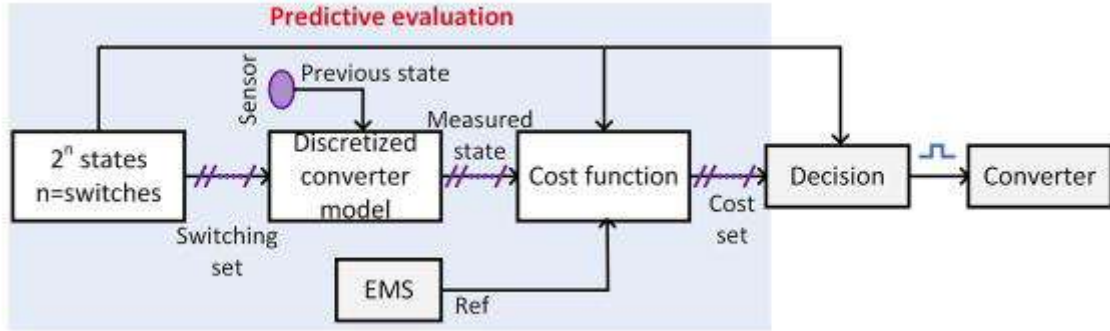 Predictive evaluation
Sensor
Previous state
2^n states
n=switches
Switching
set
Discretized
converter
model
Measured
state
Cost function
Cost
set
Decision
Converter
EMS
Ref